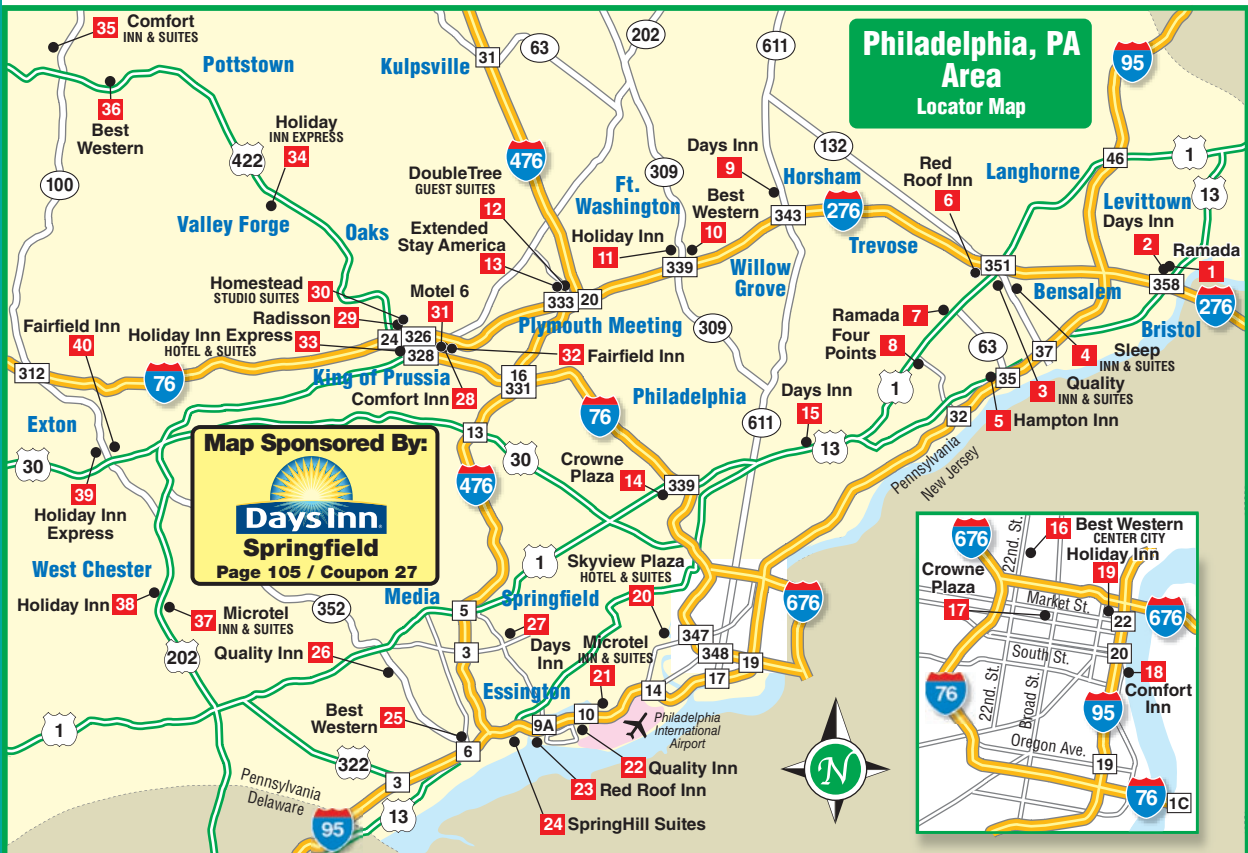 Philadelphia, PA
Area
Locator Map
35
Comfort
INN & SUITES
Pottstown
36
Best
Western
Kulpsville
31
63
202
611
95
Holiday
INN EXPRESS
34
422
100
Valley Forge
Oaks
476
DoubleTree
GUEST SUITES
12
Extended
Stay America
13
Ft.
Washington
309
Days Inn
9
Best
Western
10
Holiday Inn
11
339
Horsham
132
343
276
Willow
Grove
Trevose
Red
Roof Inn
6
351
Langhorne
46
1
13
Levittown
Days Inn
2
Ramada
1
358
276
Bensalem
Bristol
Homestead
STUDIO SUITES
30
Radisson
29
Motel 6
31
333
20
Plymouth Meeting
309
Fairfield Inn
40
Holiday Inn Express
HOTEL & SUITES
33
24
326
328
32
Fairfield Inn
King of Prussia
Comfort Inn
28
16
331
312
76
76
Ramada
7
Four
Points
8
1
63
37
35
4
Sleep
INN & SUITES
3
Quality
INN & SUITES
5
Hampton Inn
32
Philadelphia
Days Inn
15
611
13
Pennsylvania
New Jersey
Exton
30
39
Holiday Inn
Express
Map Sponsored By:
Days Inn
Springfield
Page 105 / Coupon 27
13
30
476
Crowne
Plaza
14
339
1
West Chester
Holiday Inn
38
37
Microtel
INN & SUITES
202
Media
352
Quality Inn
26
5
3
Springfield
27
Days
Inn
Skyview Plaza
HOTEL & SUITES
20
Microtel
INN & SUITES
21
676
347
348
19
17
14
Essington
9A
10
Philadelphia
International
Airport
Best
Western
25
6
22
Quality Inn
23
Red Roof Inn
24
SpringHill Suites
1
322
3
13
Pennsylvania
Delaware
95
N
676
22nd. St.
16
Best Western
CENTER CITY
Holiday Inn
19
Crowne
Plaza
17
Market St.
22
676
South St.
20
18
Comfort
Inn
76
22nd. St.
Broad St.
95
Oregon Ave.
19
76
1C